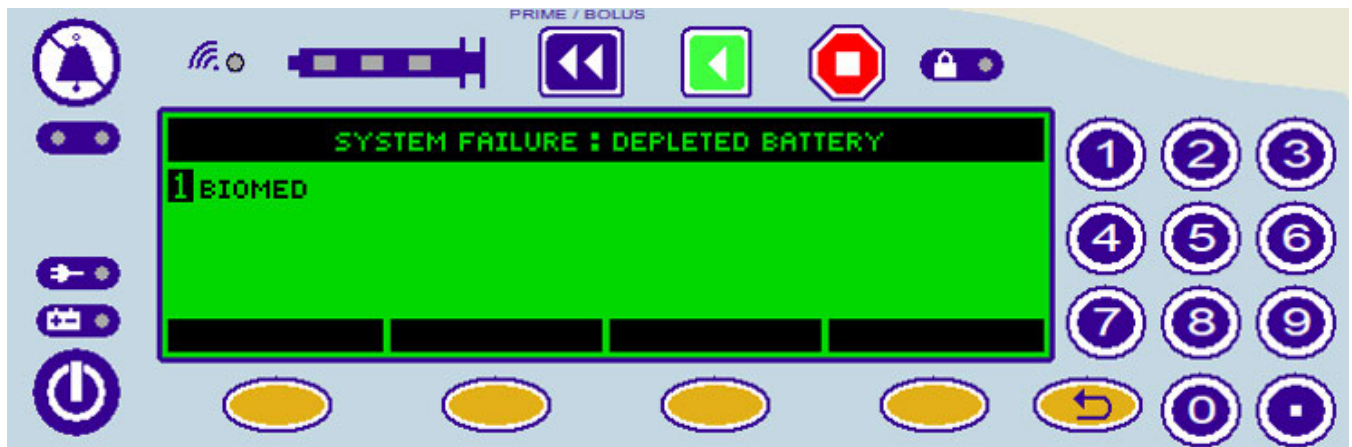 PRIME / BOLUS
SYSTEM FAILURE : DEPLETED BATTERY
1 BIOMED
1 2 3
4 5 6
7 8 9
0 .